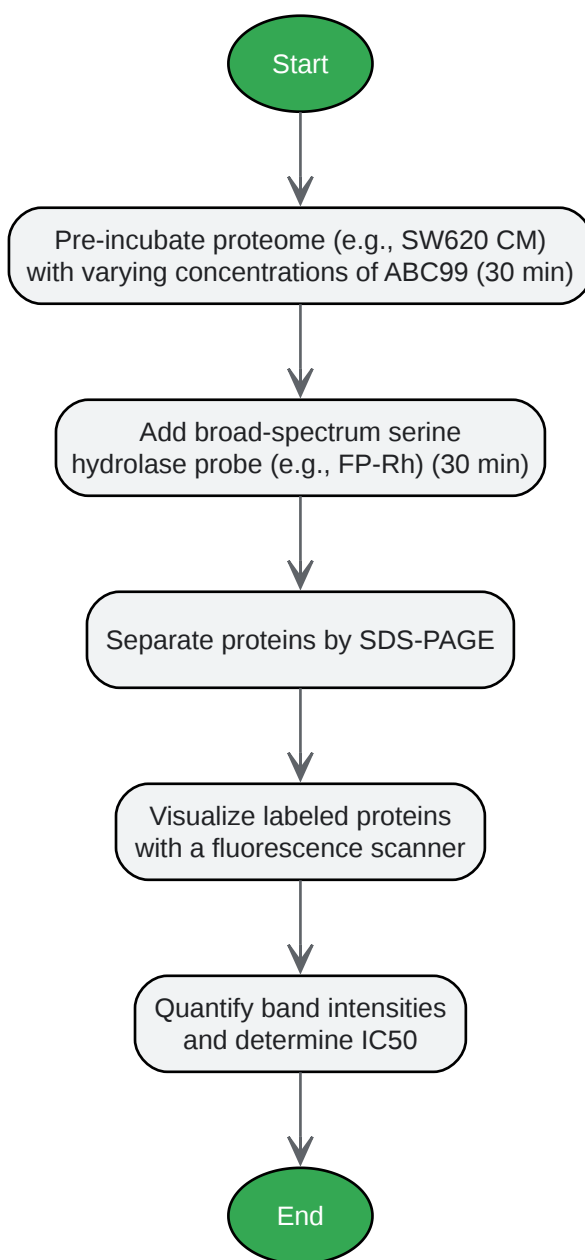 Start
Pre-incubate proteome (e.g., SW620 CM)
with varying concentrations of ABC99 (30 min)
Add broad-spectrum serine
hydrolase probe (e.g., FP-Rh) (30 min)
Separate proteins by SDS-PAGE
Visualize labeled proteins
with a fluorescence scanner
Quantify band intensities
and determine IC50
End